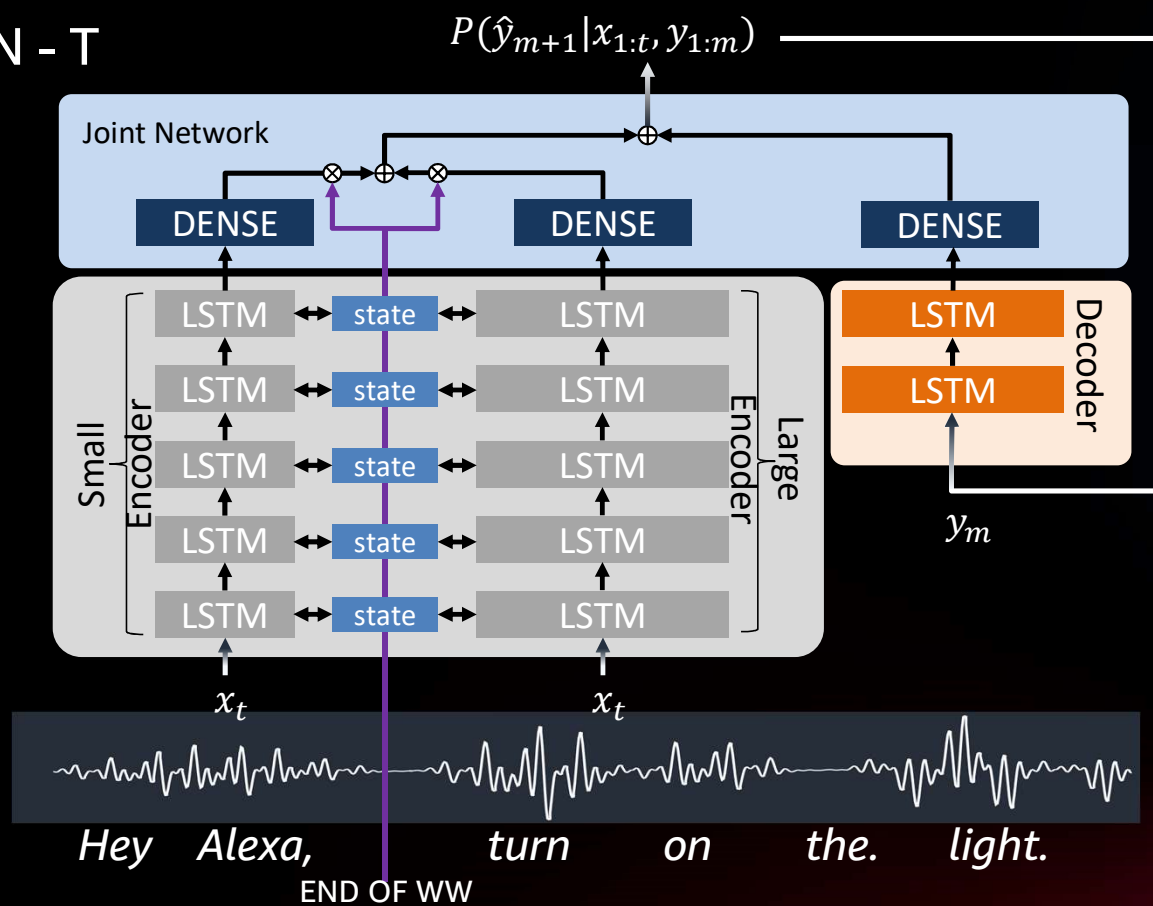 N - T
P(ŷ_{m+1}|x_{1:t}, y_{1:m})
Joint Network
DENSE DENSE DENSE
LSTM state LSTM LSTM
LSTM state LSTM LSTM
LSTM state LSTM
LSTM state LSTM
LSTM state LSTM
Small
Encoder
Large
Encoder
Decoder
x_t x_t y_m
Hey Alexa, turn on the. light.
END OF WW